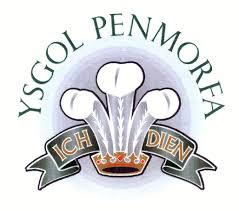 YSGOL PENMORFA
ICH DIEN